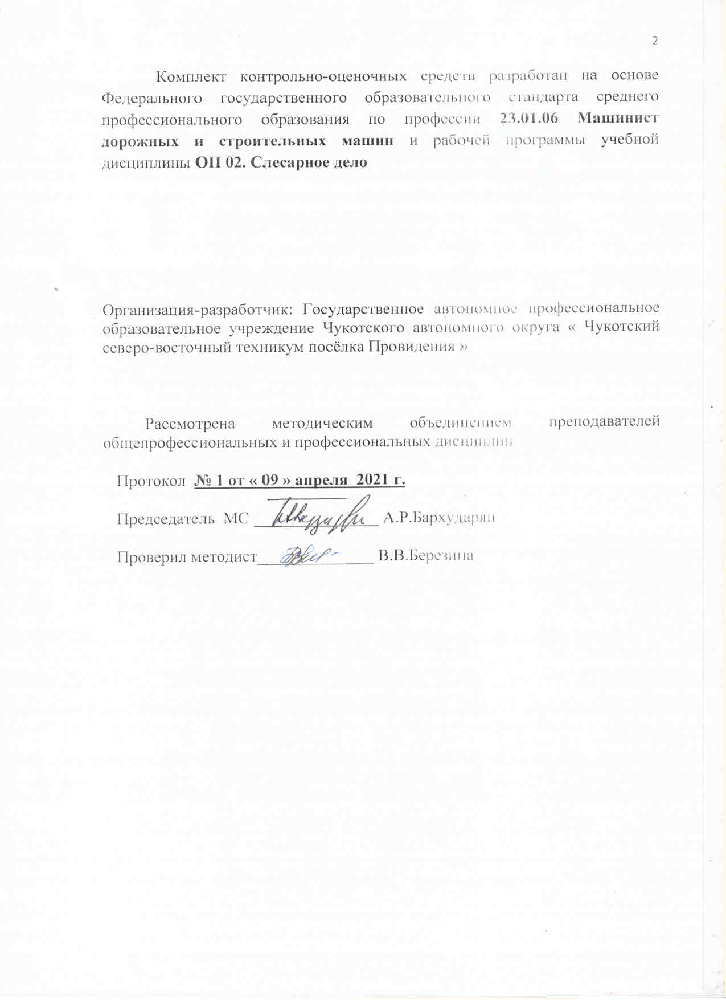 2
Комплект контрольно-оценочных средств разработан на основе
Федерального государственного образовательного стандарта среднего
профессионального образования по профессии 23.01.06 Машинист
дорожных и строительных машин и рабочей программы учебной
дисциплины ОП 02. Слесарное дело
Организация-разработчик: Государственное автономное профессиональное
образовательное учреждение Чукотского автономного округа « Чукотский
северо-восточный техникум посёлка Провидения »
Рассмотрена методическим объединением преподавателей
общепрофессиональных и профессиональных дисциплин
Протокол № 1 от « 09 » апреля 2021 г.
Председатель МС ________________ А.Р.Бархударян
Проверил методист_______________ В.В.Березина